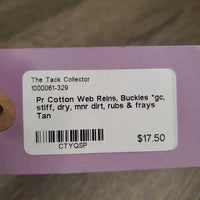 The Tack Collector
1000061-329
Pr Cotton Web Reins, Buckles *gc,
stiff, dry, mnr dirt, rubs & frays
Tan
$17.50
CTYQSP